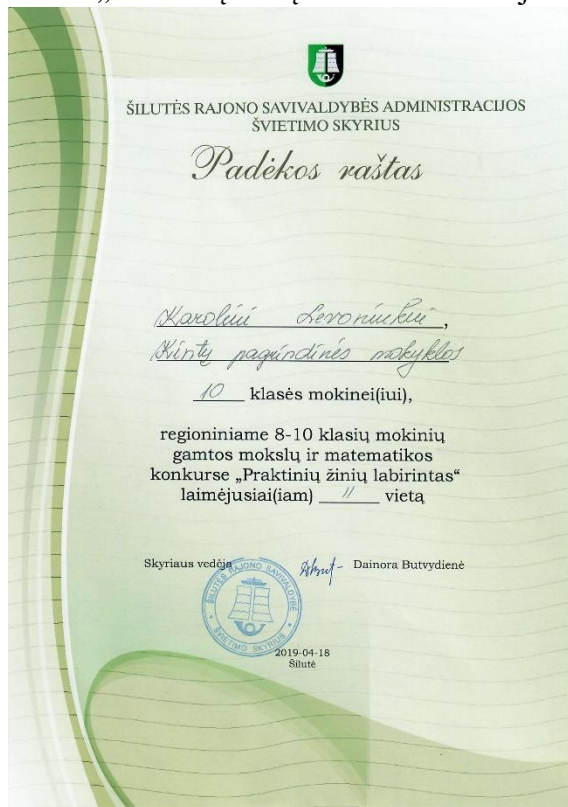 ŠILUTĖS RAJONO SAVIVALDYBĖS ADMINISTRACIJOS
ŠVIETIMO SKYRIUS
Padėkos raštas
Karolini Levoniukui,
Kintų pagrindinės mokyklos
10 klasės mokinei(iui),
regioniniame 8-10 klasių mokinių
gamtos mokslų ir matematikos
konkurse „Praktinių žinių labirintas“
laimėjusiai(iam) II vietą
Skyriaus vedėja Dainora Butvydienė
ŠILUTĖS RAJONO SAVIVALDYBĖ
ŠVIETIMO SKYRIUS
2019-04-18
Šilutė